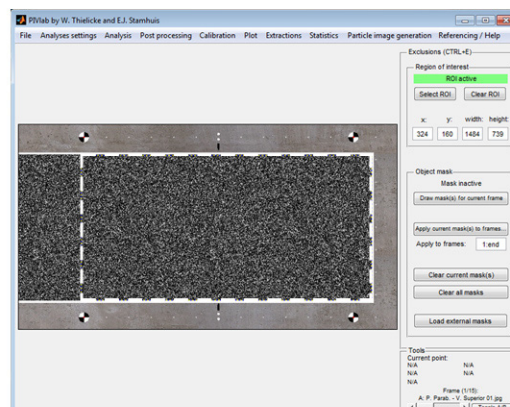 PIVlab by W. Thielicke and E.J. Stamhuis
File Analyses settings Analysis Post processing Calibration Plot Extractions Statistics Particle image generation Referencing / Help
Exclusions (CTRL+E)
Region of interest
ROI active
Select ROI Clear ROI
x: y: width: height:
324 160 1484 739
Object mask
Mask inactive
Draw mask(s) for current frame
Apply current mask(s) to frames...
Apply to frames: 1:end
Clear current mask(s)
Clear all masks
Load external masks
Tools
Current point:
N/A N/A
N/A N/A
N/A
Frame (1/15):
A: P. Parab. - V. Superior 01.jpg